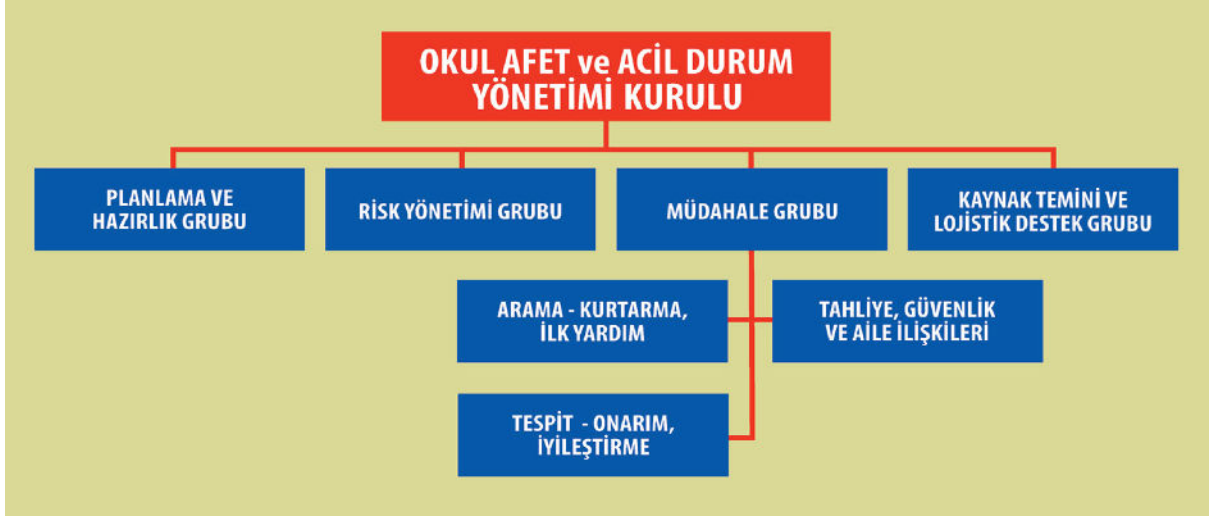 OKUL AFET ve ACİL DURUM
YÖNETİMİ KURULU
PLANLAMA VE
HAZIRLIK GRUBU
RİSK YÖNETİMİ GRUBU
MÜDAHALE GRUBU
KAYNAK TEMİNİ VE
LOJİSTİK DESTEK GRUBU
ARAMA - KURTARMA,
İLK YARDIM
TAHLİYE, GÜVENLİK
VE AİLE İLİŞKİLERİ
TESPİT - ONARIM,
İYİLEŞTİRME